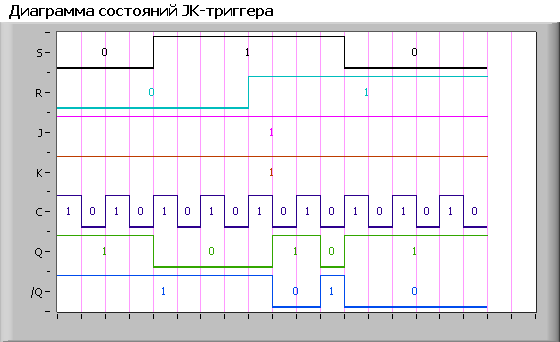 Диаграмма состояний JK-триггера
S 0 1 0
R 0 1
J 1
K 1
C 1 0 1 0 1 0 1 0 1 0 1 0 1 0 1 0 1 0
Q 1 0 1 0 1
/Q 1 0 1 0